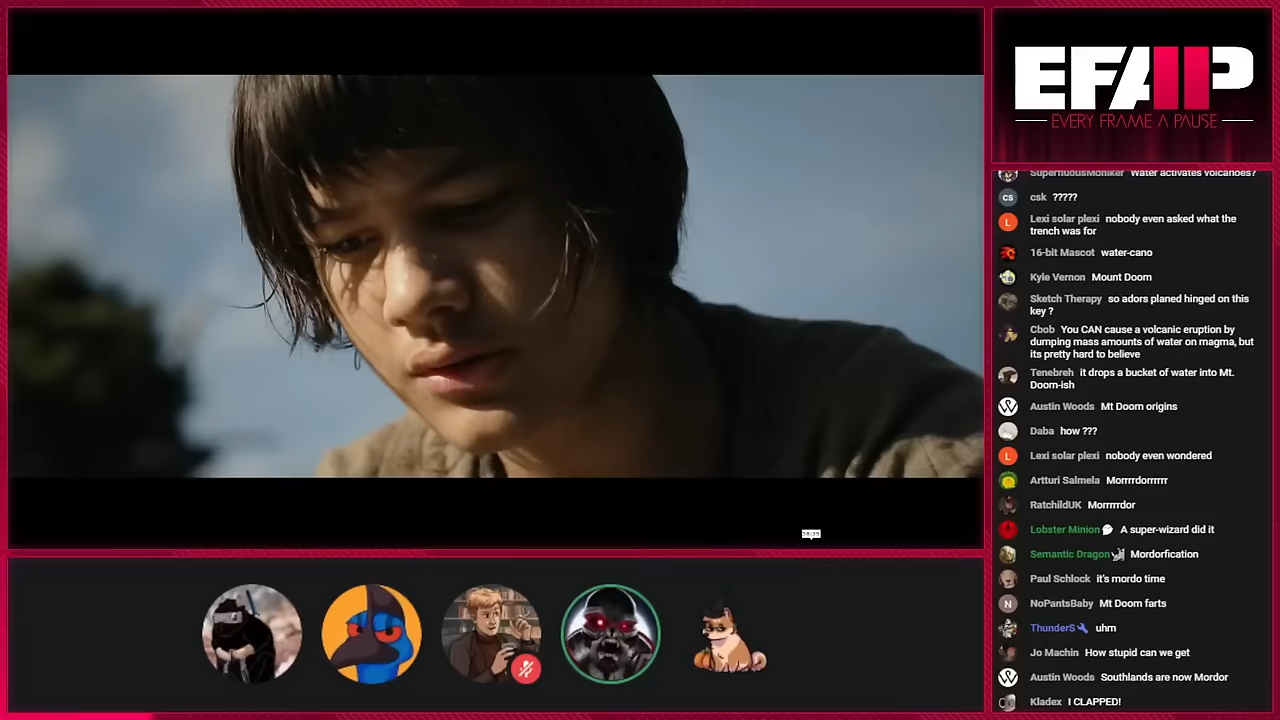 EFAP
EVERY FRAME A PAUSE
SuperfluousMoniker Water activates volcanoes?
CS csk ?????
L Lexi solar plexi nobody even asked what the
trench was for
16-bit Mascot water-cano
Kyle Vernon Mount Doom
Sketch Therapy so adors planed hinged on this
key ?
Cbob You CAN cause a volcanic eruption by
dumping mass amounts of water on magma, but
its pretty hard to believe
Tenebreh it drops a bucket of water into Mt.
Doom-ish
Austin Woods Mt Doom origins
Daba how ???
L Lexi solar plexi nobody even wondered
Artturi Salmela Morrrrdorrrrrr
RatchildUK Morrrrrdor
Lobster Minion A super-wizard did it
Semantic Dragon Mordorfication
Paul Schlock it's mordo time
N NoPantsBaby Mt Doom farts
ThunderS uhm
Jo Machin How stupid can we get
Austin Woods Southlands are now Mordor
Kladex I CLAPPED!